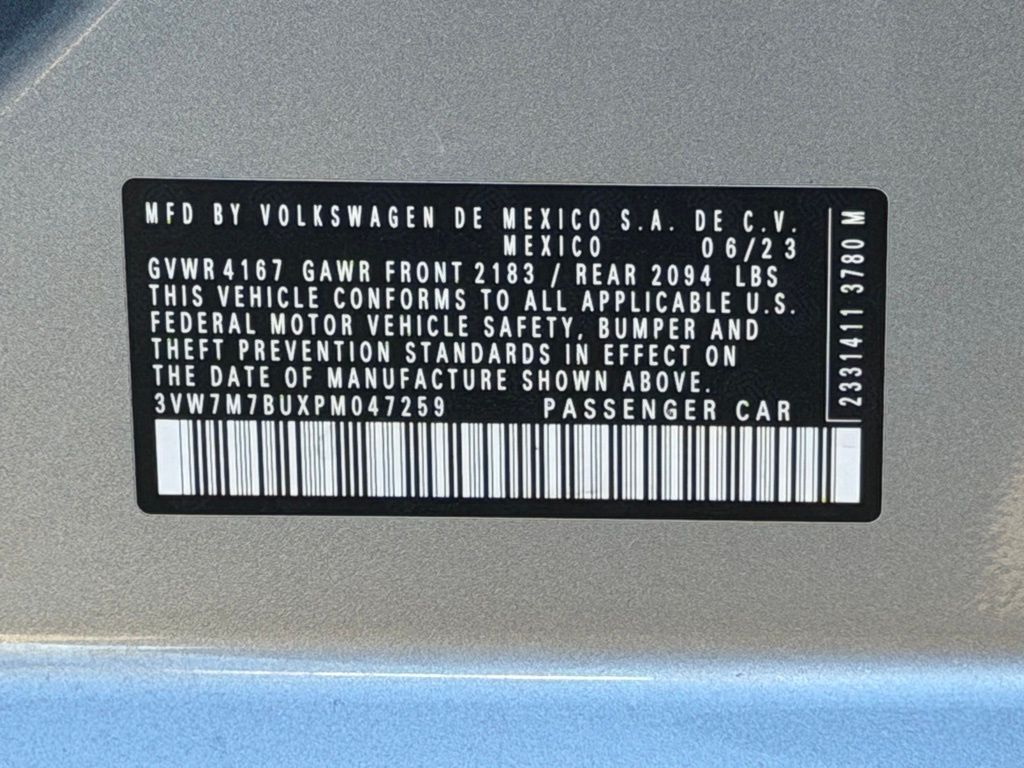 MFD BY VOLKSWAGEN DE MEXICO S.A. DE C.V.
MEXICO 06/23
GVWR 4167 GAWR FRONT 2183 / REAR 2094 LBS
THIS VEHICLE CONFORMS TO ALL APPLICABLE U.S.
FEDERAL MOTOR VEHICLE SAFETY, BUMPER AND
THEFT PREVENTION STANDARDS IN EFFECT ON
THE DATE OF MANUFACTURE SHOWN ABOVE.
3VW7M7BUXPM047259 PASSENGER CAR
2331411 3780 M